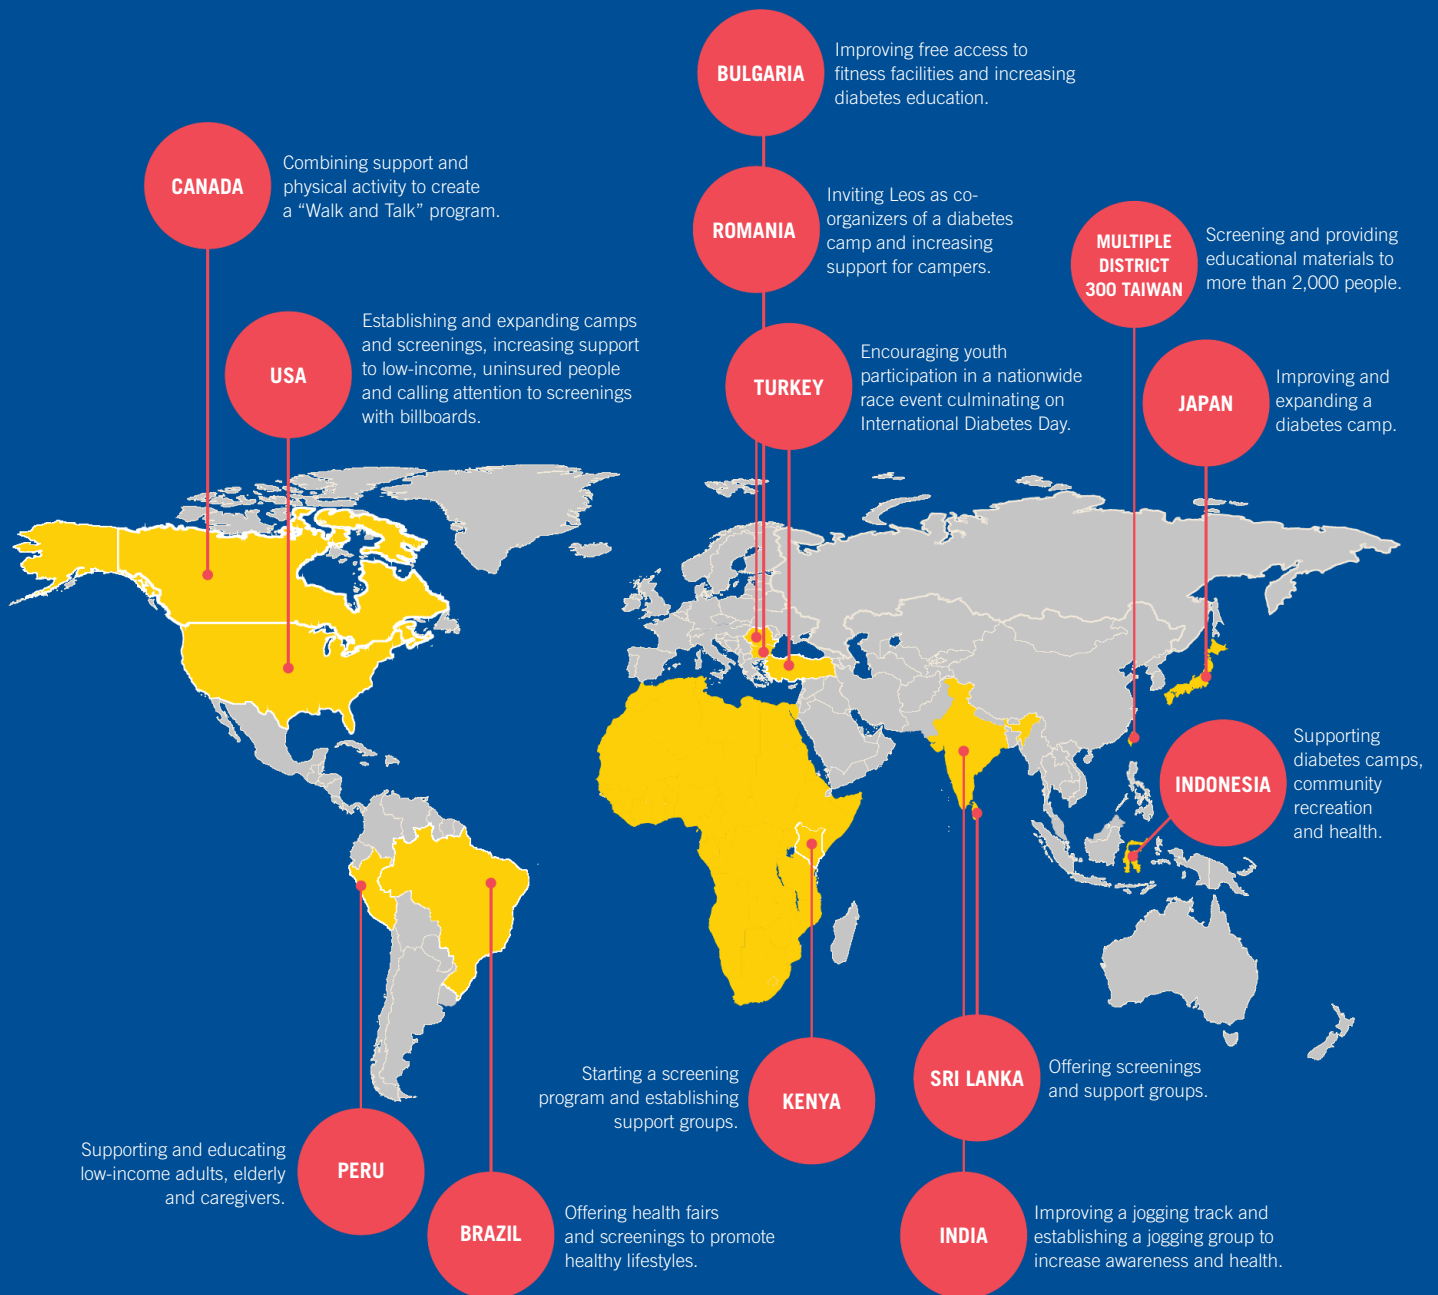 BULGARIA
Improving free access to
fitness facilities and increasing
diabetes education.
CANADA
Combining support and
physical activity to create
a “Walk and Talk” program.
ROMANIA
Inviting Leos as co-
organizers of a diabetes
camp and increasing
support for campers.
MULTIPLE
DISTRICT
300 TAIWAN
Screening and providing
educational materials to
more than 2,000 people.
USA
Establishing and expanding camps
and screenings, increasing support
to low-income, uninsured people
and calling attention to screenings
with billboards.
TURKEY
Encouraging youth
participation in a nationwide
race event culminating on
International Diabetes Day.
JAPAN
Improving and
expanding a
diabetes camp.
INDONESIA
Supporting
diabetes camps,
community
recreation
and health.
Starting a screening
program and establishing
support groups.
KENYA
SRI LANKA
Offering screenings
and support groups.
Supporting and educating
low-income adults, elderly
and caregivers.
PERU
BRAZIL
Offering health fairs
and screenings to promote
healthy lifestyles.
INDIA
Improving a jogging track and
establishing a jogging group to
increase awareness and health.